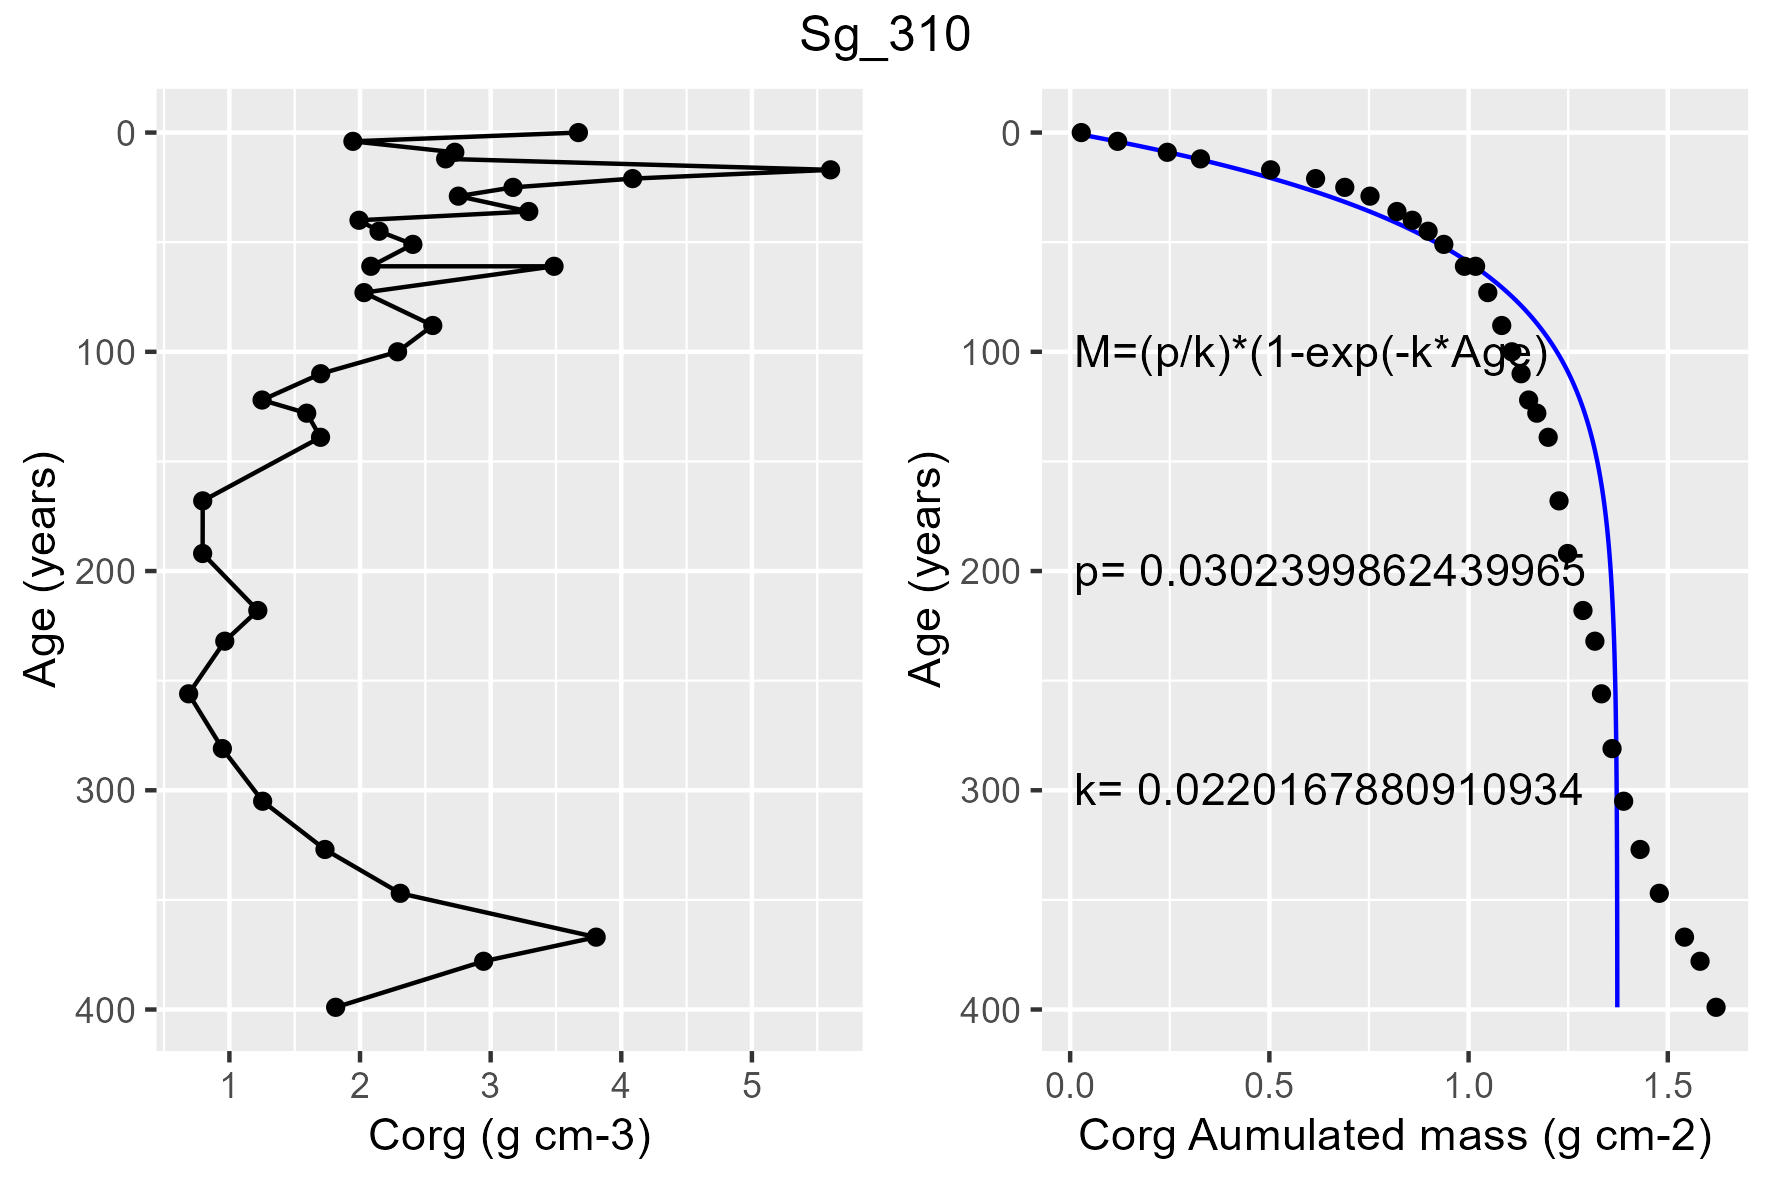 Sg_310
0
100
200
300
400
Age (years)
1 2 3 4 5
Corg (g cm-3)
0
100
200
300
400
Age (years)
M=(p/k)*(1-exp(-k*Age)
p= 0.0302399862439965
k= 0.0220167880910934
0.0 0.5 1.0 1.5
Corg Aumulated mass (g cm-2)